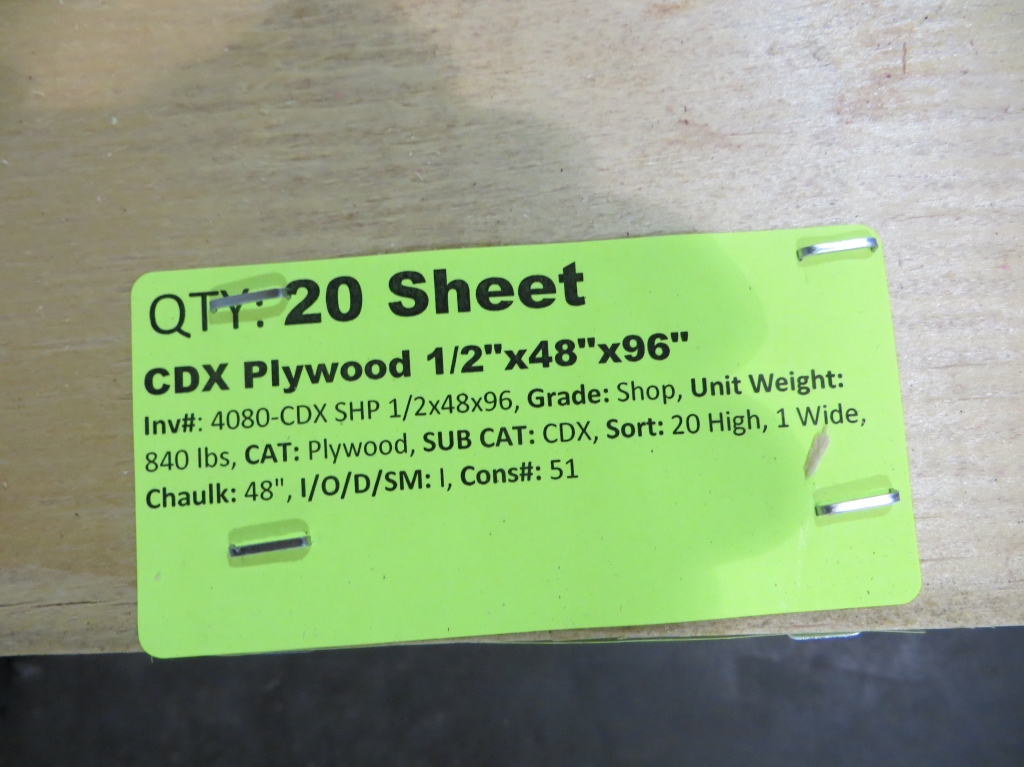 QTY: 20 Sheet
CDX Plywood 1/2"x48"x96"
Inv#: 4080-CDX SHP 1/2x48x96, Grade: Shop, Unit Weight:
840 lbs, CAT: Plywood, SUB CAT: CDX, Sort: 20 High, 1 Wide,
Chaulk: 48", I/O/D/SM: I, Cons#: 51